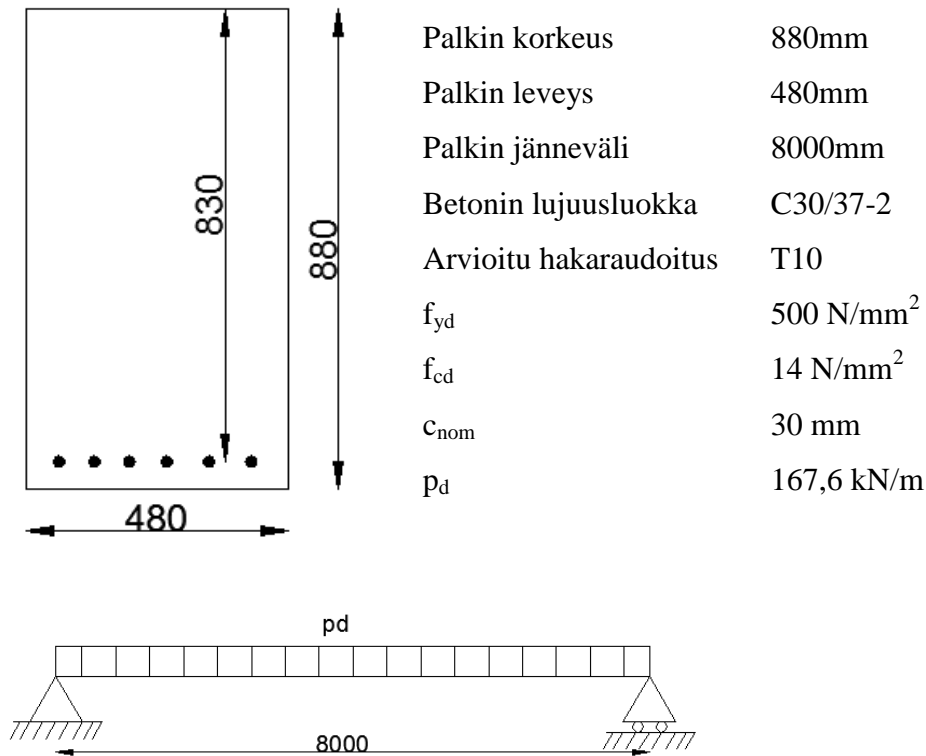 830
880
480
Palkin korkeus 880mm
Palkin leveys 480mm
Palkin jänneväli 8000mm
Betonin lujuusluokka C30/37-2
Arvioitu hakaraudoitus T10
fyd 500 N/mm²
fcd 14 N/mm²
cnom 30 mm
pd 167,6 kN/m
pd
8000